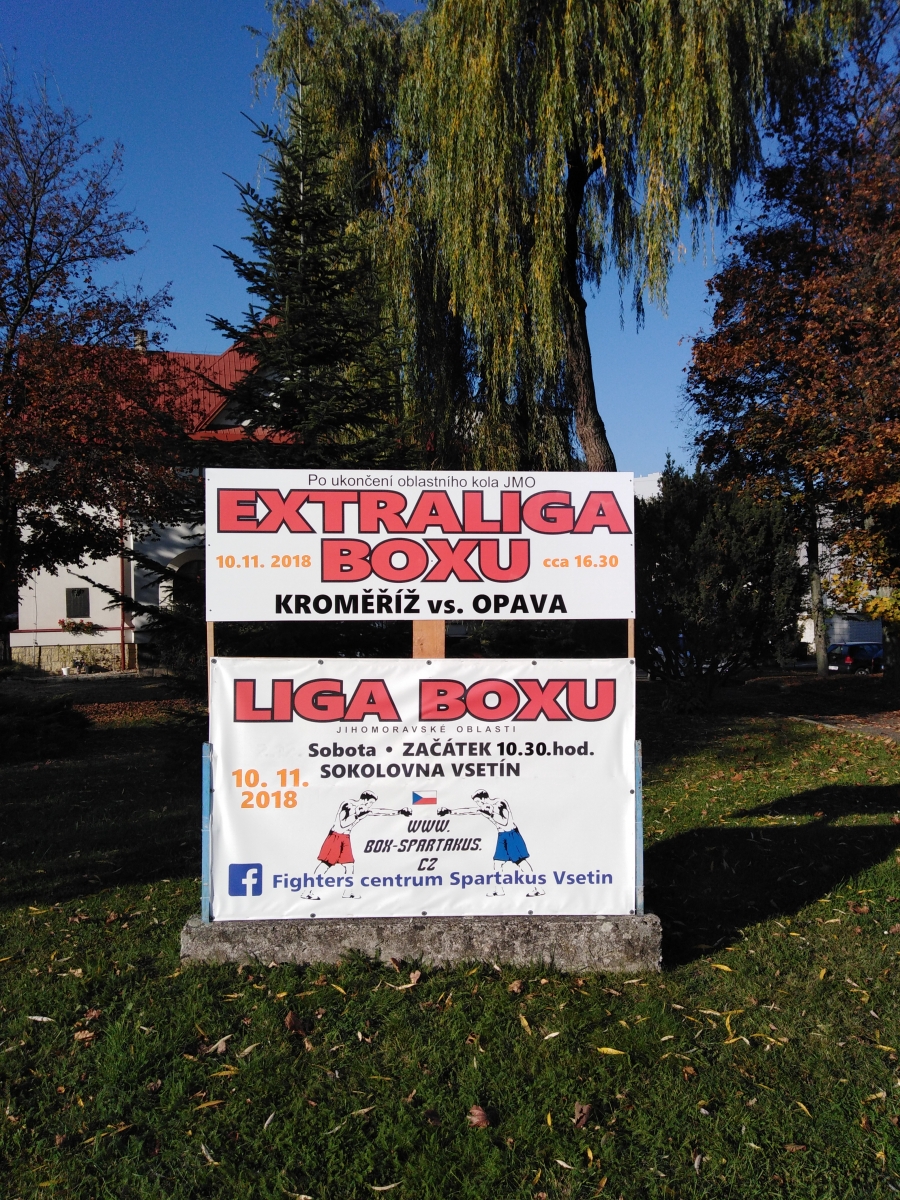 Po ukončení oblastního kola JMO
EXTRALIGA
10.11. 2018 BOXU cca 16.30
KROMĚŘÍŽ vs. OPAVA
LIGA BOXU
JIHOMORAVSKÉ OBLASTI
Sobota • ZAČÁTEK 10.30.hod.
10. 11. SOKOLOVNA VSETÍN
2018
WWW.
BOX-SPARTAKUS.
CZ
f Fighters centrum Spartakus Vsetin